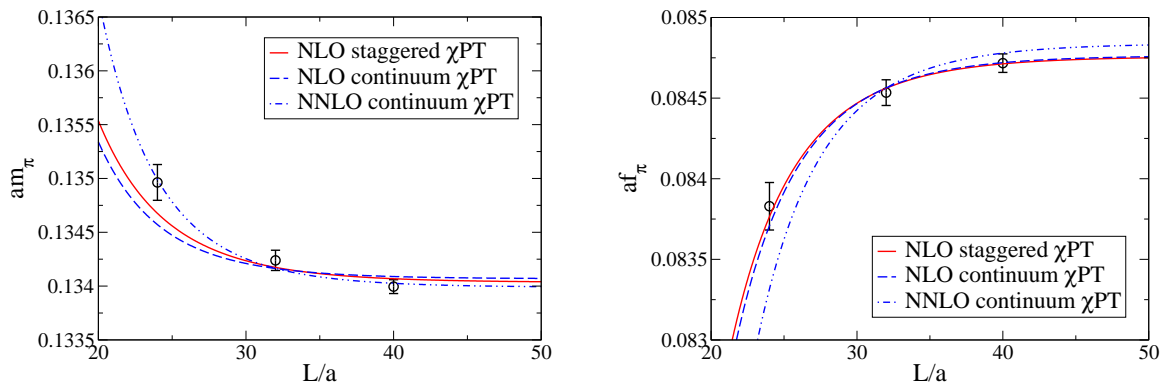 0.1365
0.136
0.1355
0.135
0.1345
0.134
0.1335
am_π
20 30 40 50
L/a
NLO staggered χPT
NLO continuum χPT
NNLO continuum χPT
0.085
0.0845
0.084
0.0835
0.083
af_π
20 30 40 50
L/a
NLO staggered χPT
NLO continuum χPT
NNLO continuum χPT